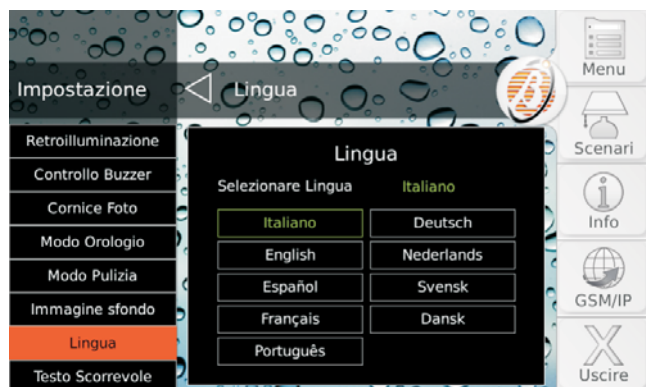 Impostazione
Lingua
Retroilluminazione
Controllo Buzzer
Cornice Foto
Modo Orologio
Modo Pulizia
Immagine sfondo
Lingua
Testo Scorrevole
Lingua
Selezionare Lingua Italiano
Italiano Deutsch
English Nederlands
Español Svensk
Français Dansk
Português
Menu
Scenari
Info
GSM/IP
Uscire